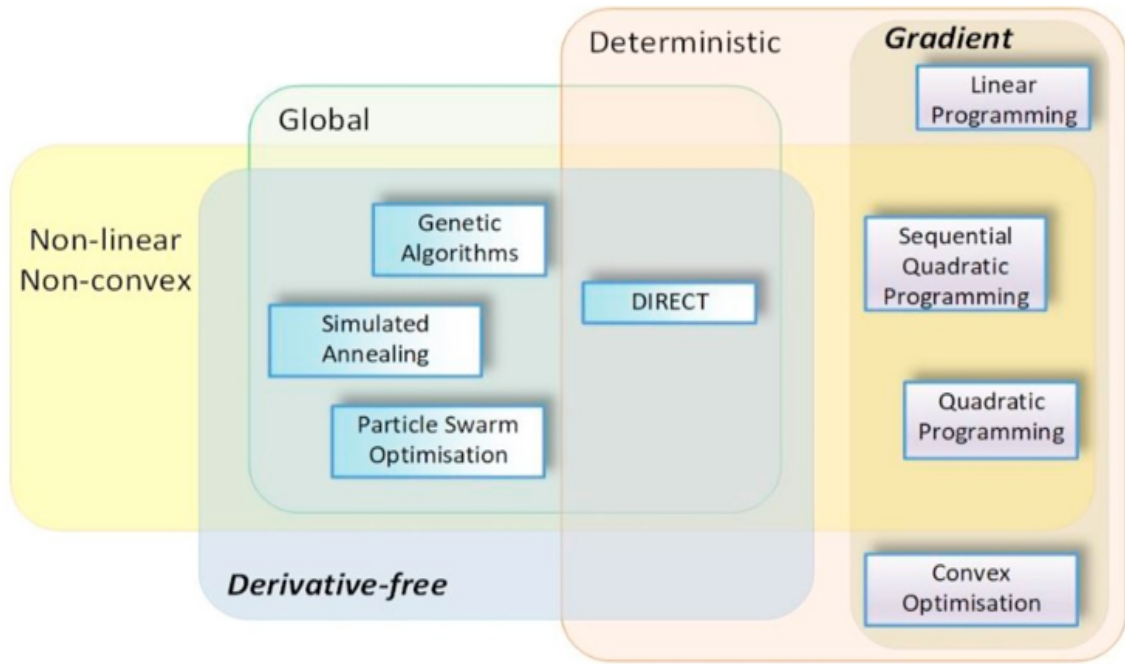 Deterministic
Gradient
Linear
Programming
Global
Non-linear
Non-convex
Genetic
Algorithms
Sequential
Quadratic
Programming
DIRECT
Simulated
Annealing
Quadratic
Programming
Particle Swarm
Optimisation
Derivative-free
Convex
Optimisation